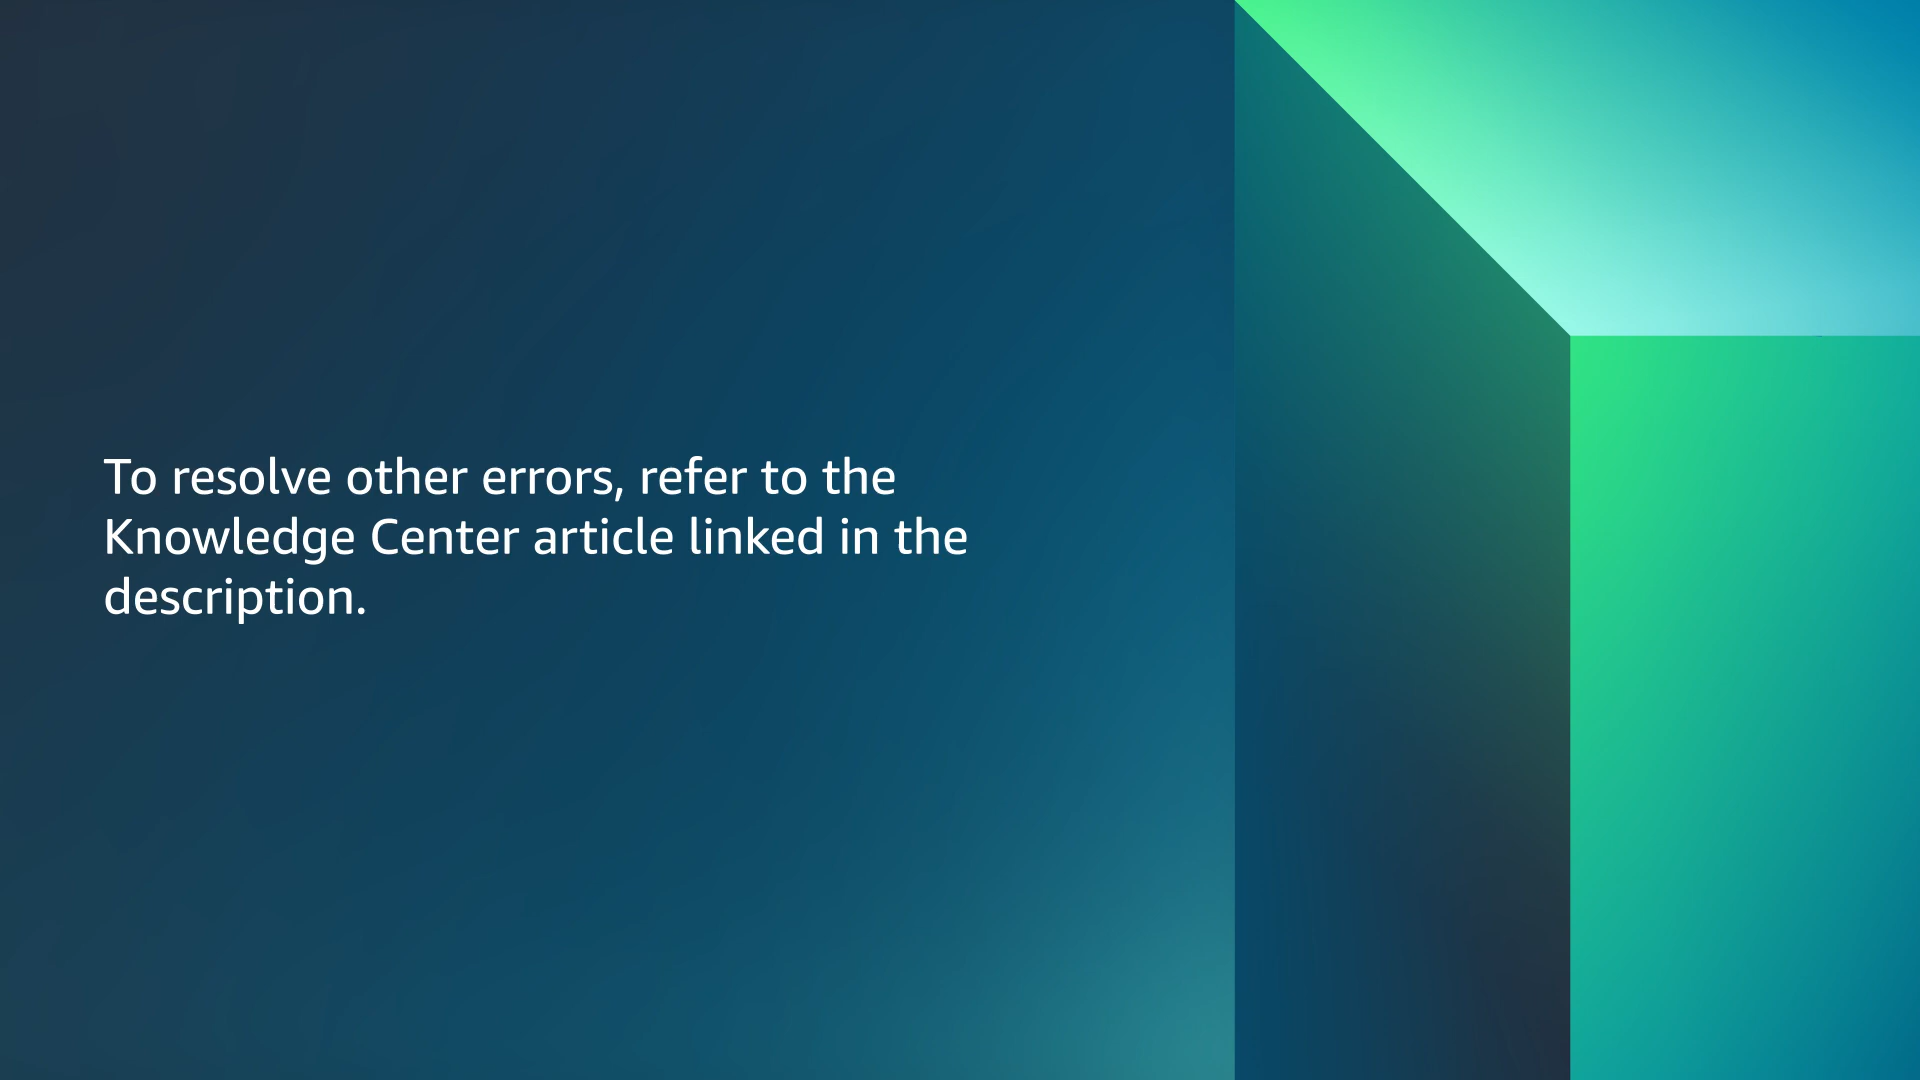 To resolve other errors, refer to the
Knowledge Center article linked in the
description.